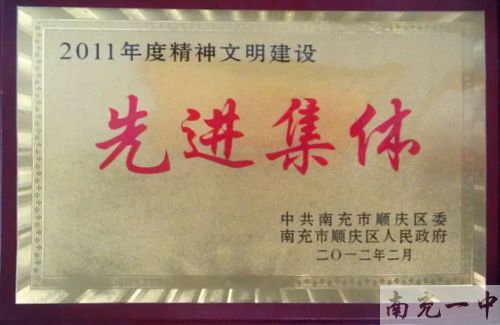 2011年度精神文明建设
先进集体
中共南充市顺庆区委
南充市顺庆区人民政府
二〇一二年二月
南充一中